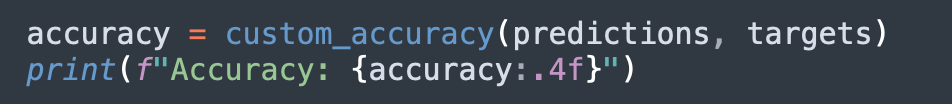 accuracy = custom_accuracy(predictions, targets)
print(f"Accuracy: {accuracy:.4f}")